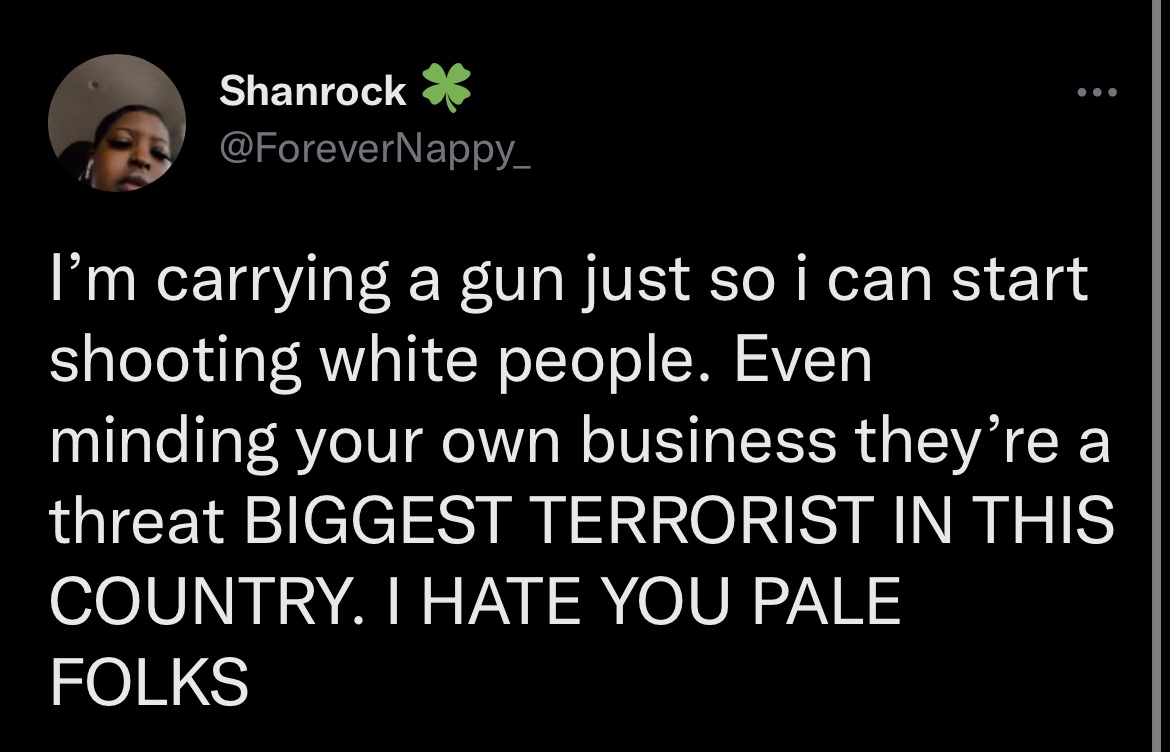 Shanrock 🍀
@ForeverNappy_
I’m carrying a gun just so i can start
shooting white people. Even
minding your own business they’re a
threat BIGGEST TERRORIST IN THIS
COUNTRY. I HATE YOU PALE
FOLKS